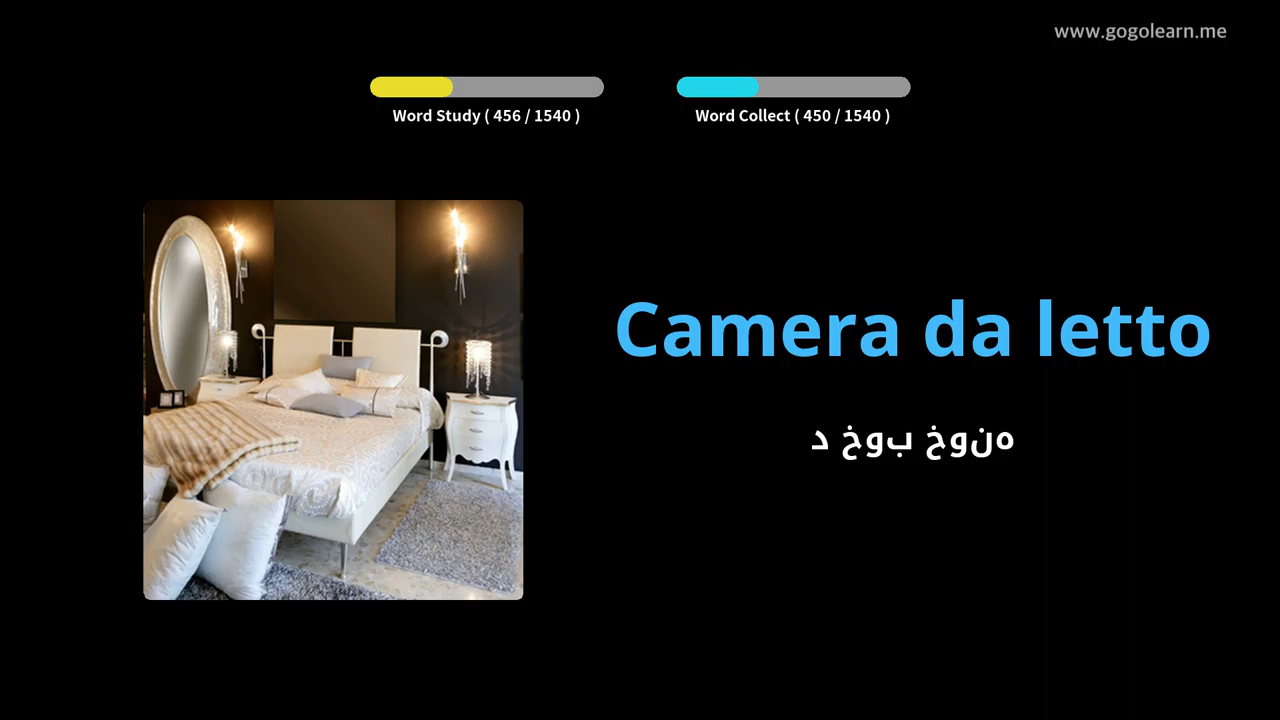 www.gogolearn.me
Word Study ( 456 / 1540 )
Word Collect ( 450 / 1540 )
Camera da letto
د خوب خونه